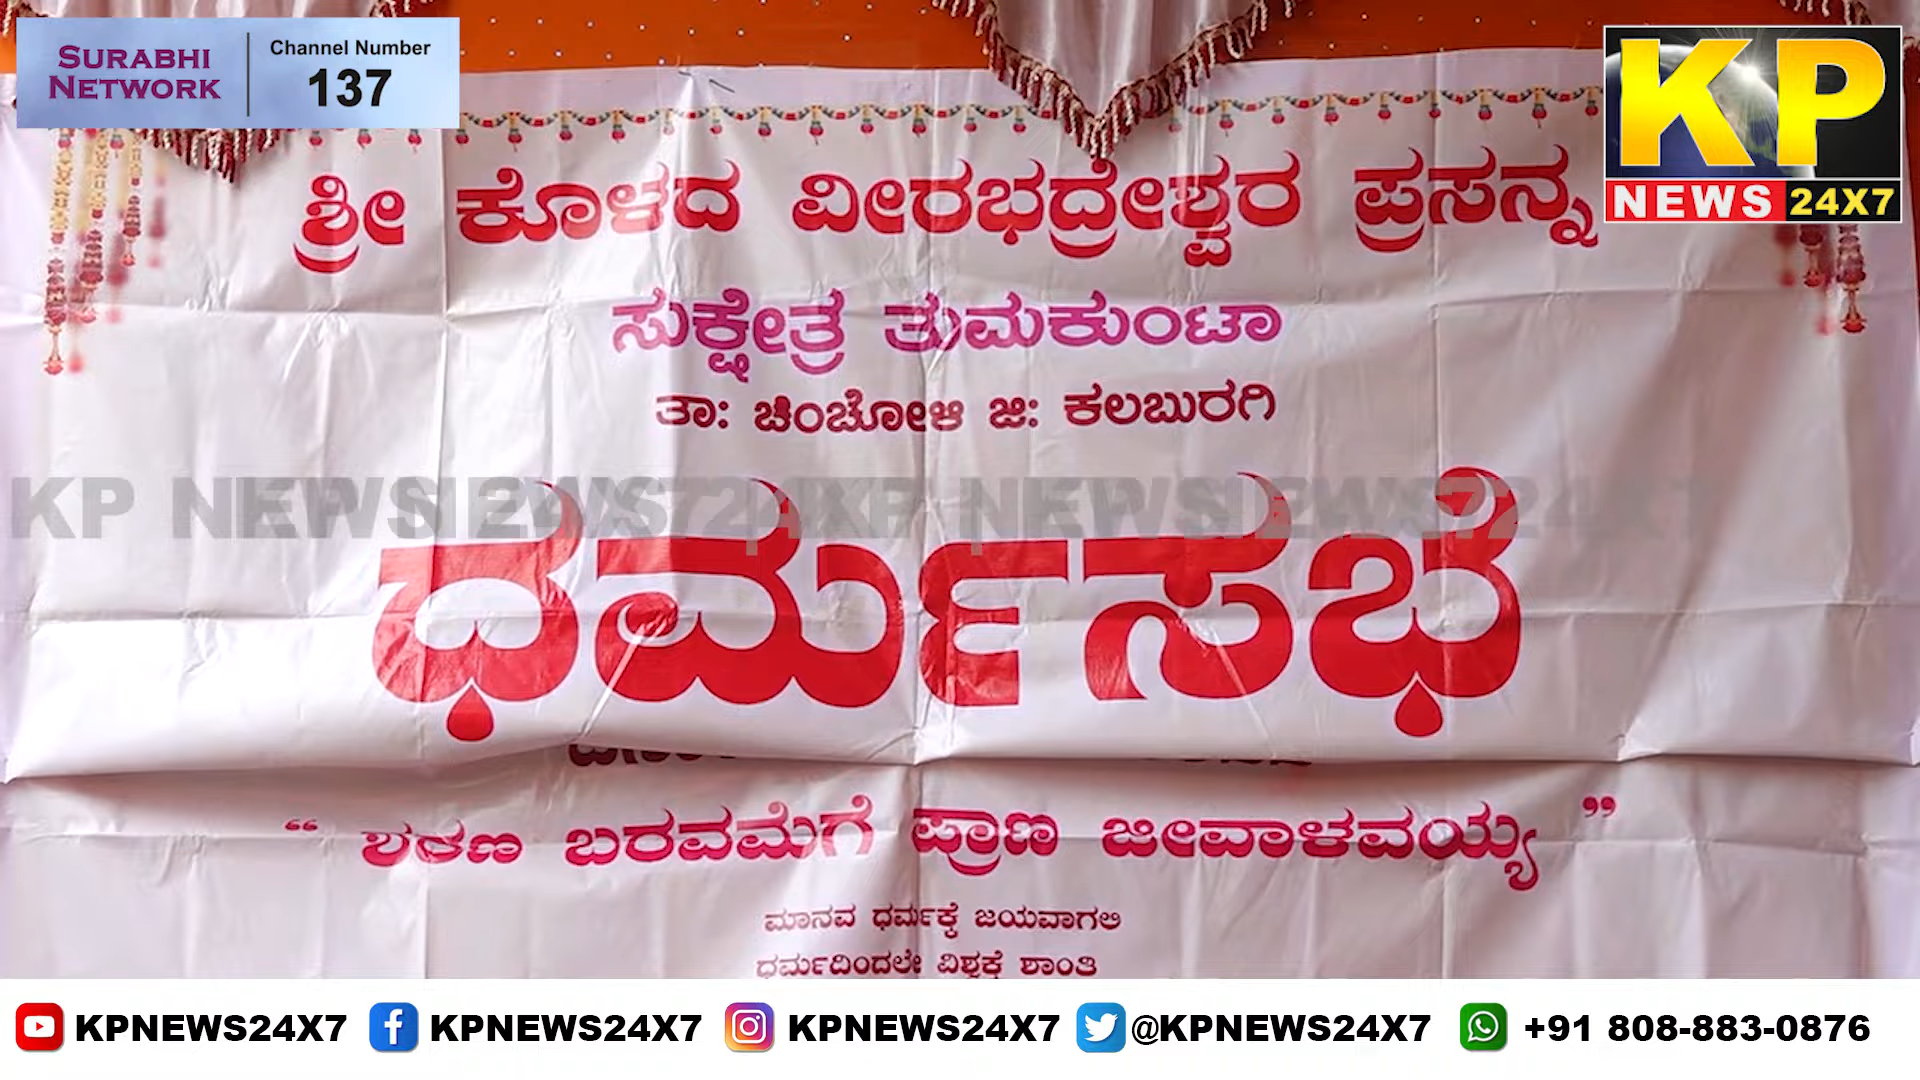 SURABHI NETWORK
Channel Number
137
KP NEWS 24X7
ಶ್ರೀ ಕೊಳದ ವೀರಭದ್ರೇಶ್ವರ ಪ್ರಸನ್ನ
ಸುಕ್ಷೇತ್ರ ತುಮಕುಂಟಾ
ತಾ: ಚಿಂಚೋಳಿ ಜಿ: ಕಲಬುರಗಿ
ಧರ್ಮಸಭೆ
“ ಶರಣ ಬರವಮೆಗೆ ಪ್ರಾಣ ಜೀವಾಳವಯ್ಯ ”
ಮಾನವ ಧರ್ಮಕ್ಕೆ ಜಯವಾಗಲಿ
ಧರ್ಮದಿಂದಲೇ ವಿಶ್ವಕ್ಕೆ ಶಾಂತಿ
KPNEWS24X7 KPNEWS24X7 KPNEWS24X7 @KPNEWS24X7 +91 808-883-0876